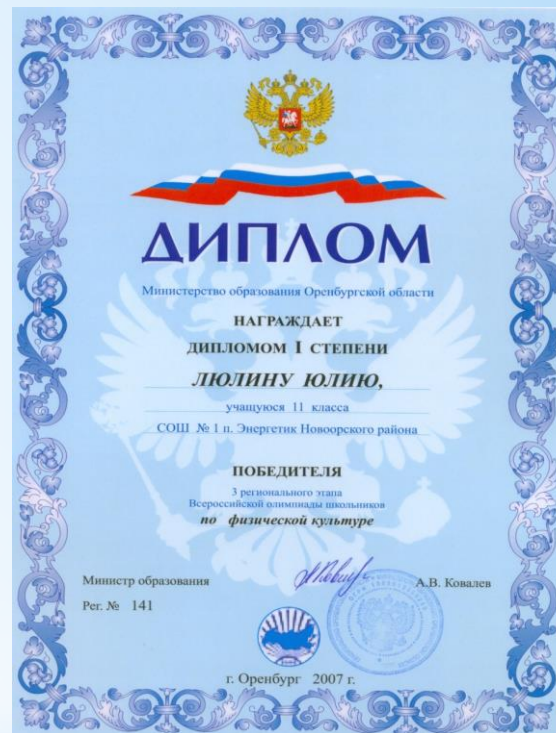 ДИПЛОМ
Министерство образования Оренбургской области
НАГРАЖДАЕТ
ДИПЛОМОМ I СТЕПЕНИ
ЛЮЛИНУ ЮЛИЮ,
учащуюся 11 класса
СОШ № 1 п. Энергетик Новоорского района
ПОБЕДИТЕЛЯ
3 регионального этапа
Всероссийской олимпиады школьников
по физической культуре
Министр образования А.В. Ковалев
Рег. № 141
г. Оренбург 2007 г.